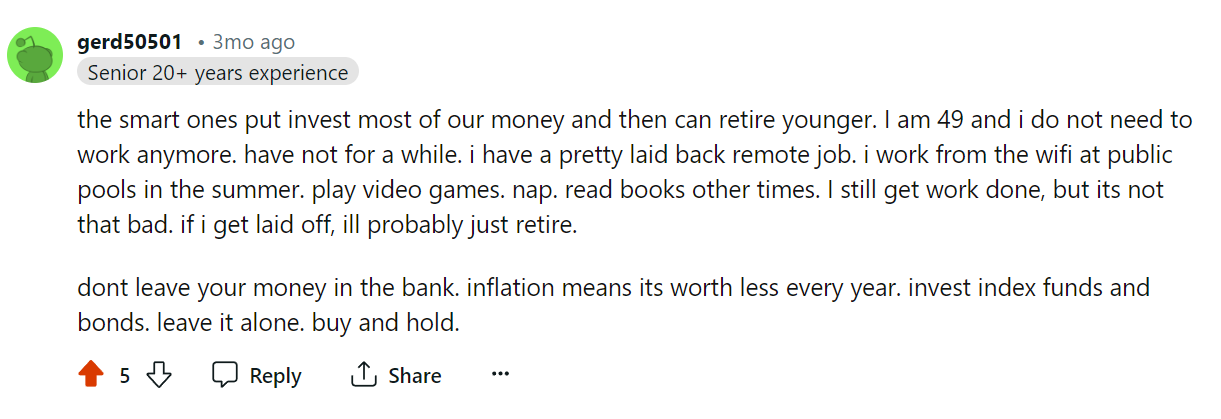 gerd50501 • 3mo ago
Senior 20+ years experience
the smart ones put invest most of our money and then can retire younger. I am 49 and i do not need to
work anymore. have not for a while. i have a pretty laid back remote job. i work from the wifi at public
pools in the summer. play video games. nap. read books other times. I still get work done, but its not
that bad. if i get laid off, ill probably just retire.
dont leave your money in the bank. inflation means its worth less every year. invest index funds and
bonds. leave it alone. buy and hold.
5 Reply Share ...